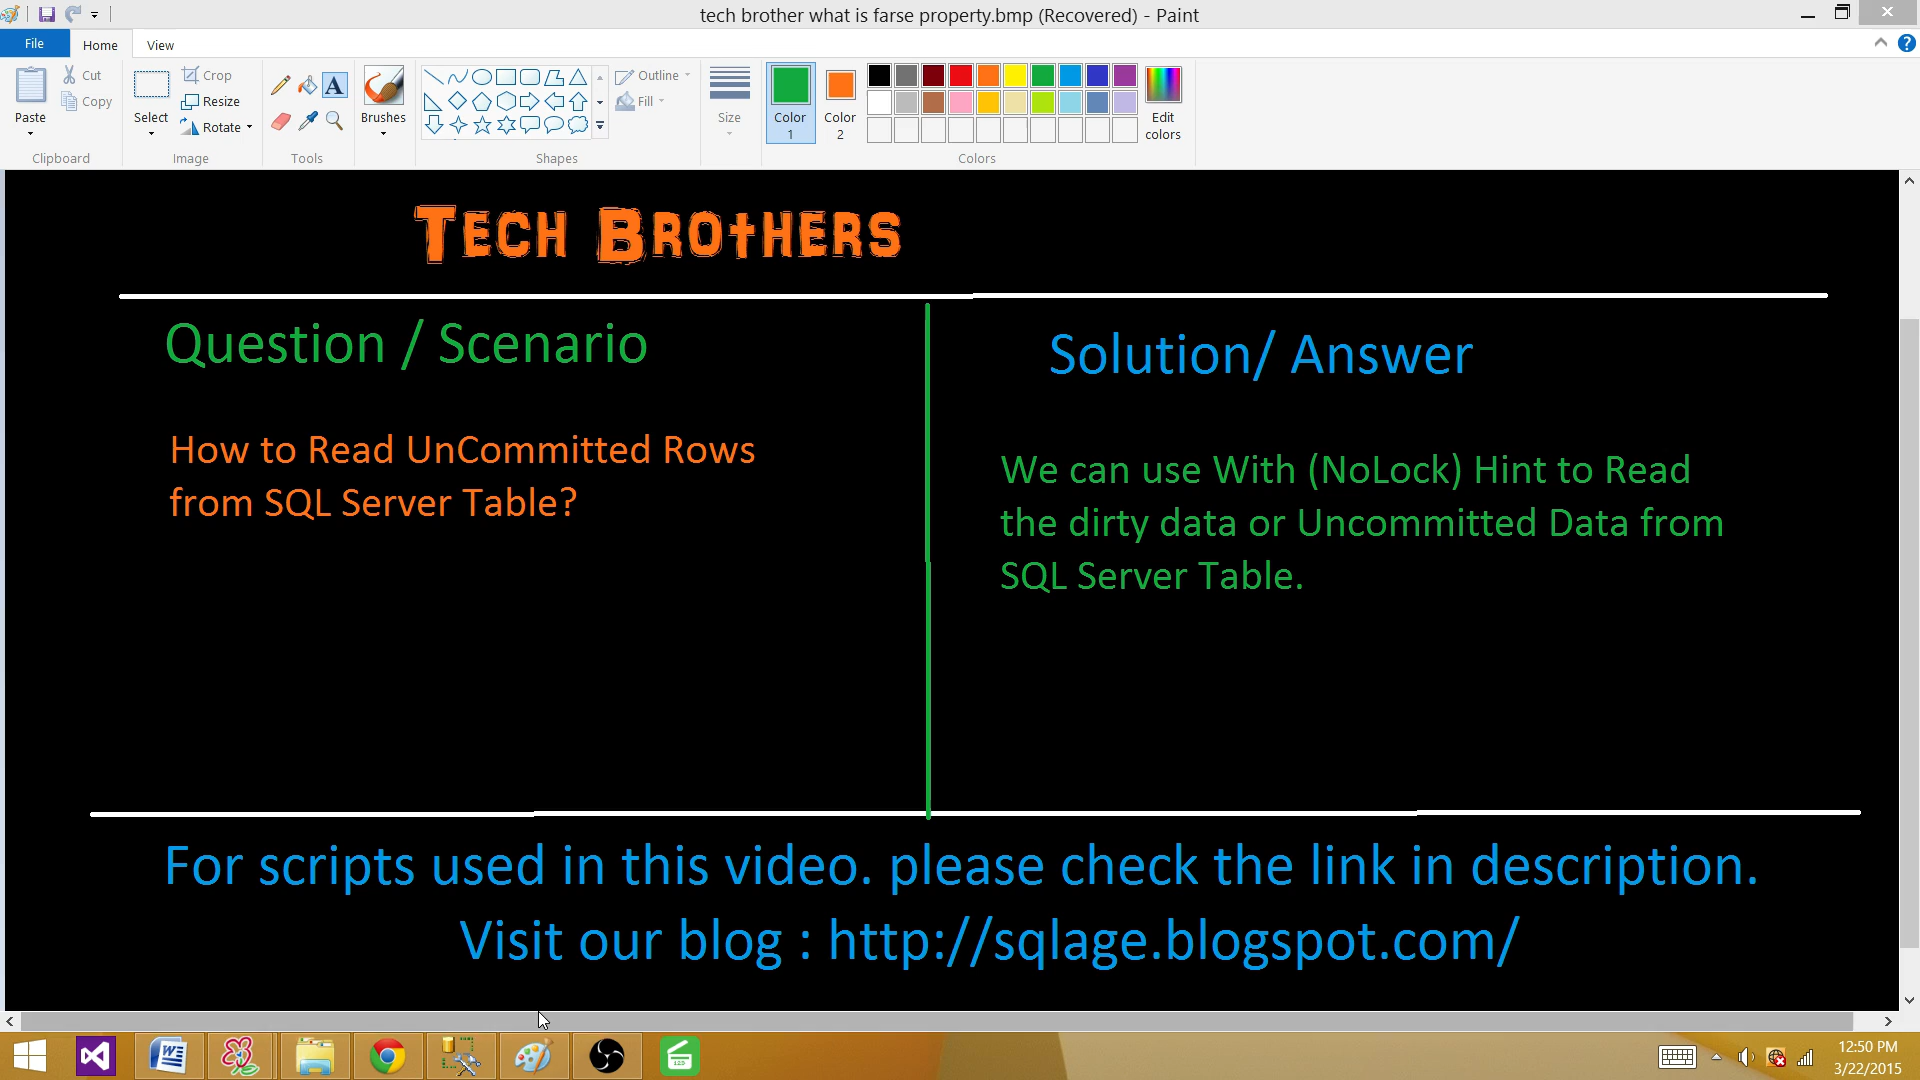 tech brother what is farse property.bmp (Recovered) - Paint
File
Home
View
Paste
Cut
Copy
Clipboard
Select
Crop
Resize
Rotate
Image
A
Tools
Brushes
Shapes
Outline
Fill
Size
Color
1
Color
2
Edit
colors
Colors
Tech Brothers
Question / Scenario
How to Read UnCommitted Rows
from SQL Server Table?
Solution/ Answer
We can use With (NoLock) Hint to Read
the dirty data or Uncommitted Data from
SQL Server Table.
For scripts used in this video. please check the link in description.
Visit our blog : http://sqlage.blogspot.com/
12:50 PM
3/22/2015